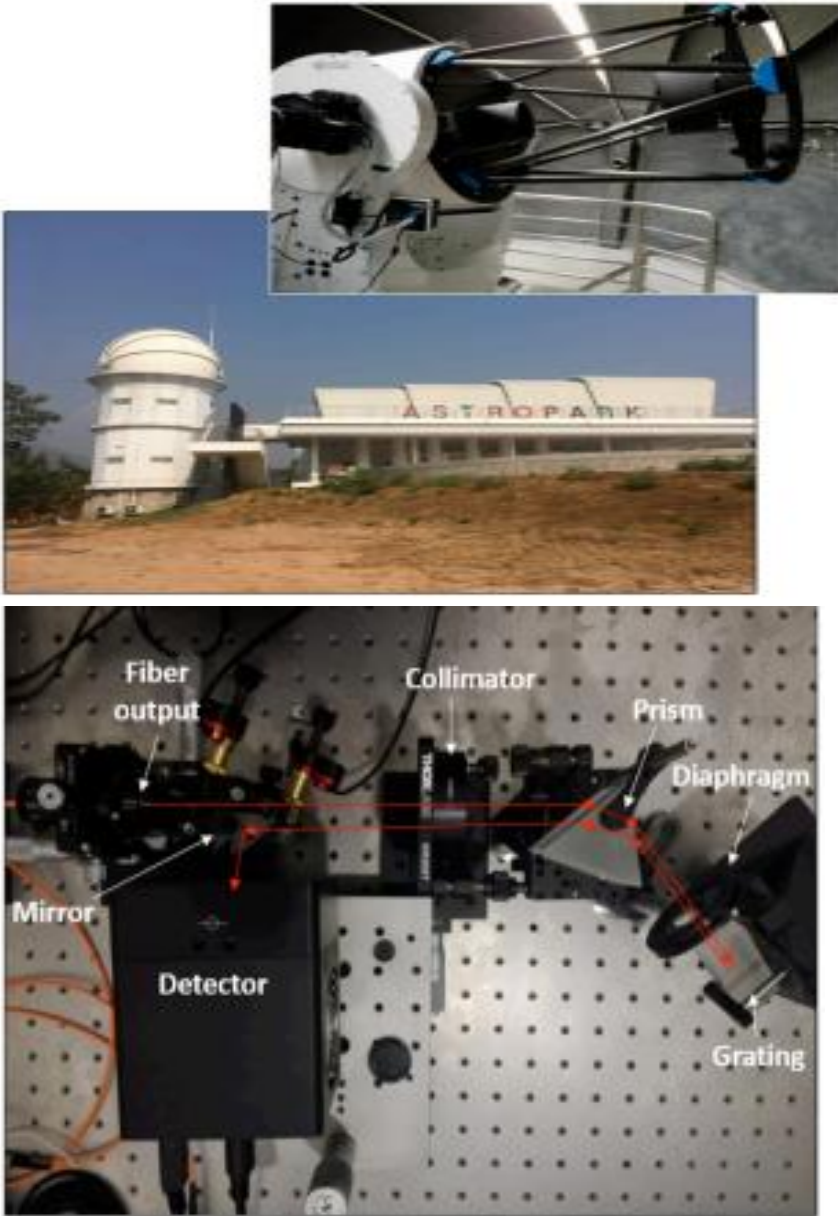 ASTROPARK
Fiber
output
Collimator
Prism
Diaphragm
Mirror
Detector
Grating